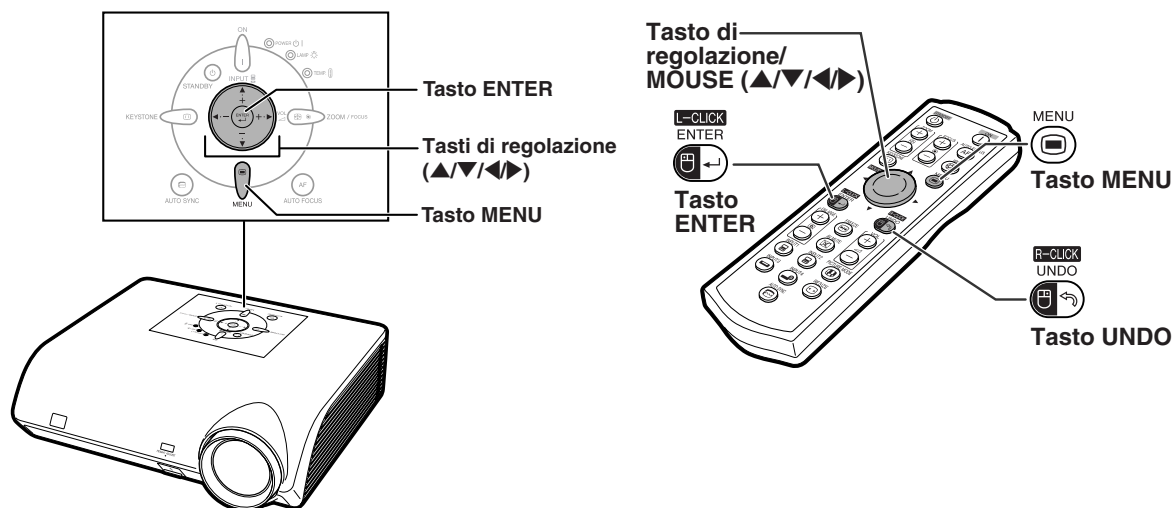 ON
POWER
LAMP
TEMP
STANDBY
INPUT
KEYSTONE
ENTER
VOL
ZOOM / FOCUS
AUTO SYNC
MENU
AF
AUTO FOCUS
Tasto ENTER
Tasti di regolazione
(▲/▼/◀/▶)
Tasto MENU
Tasto di
regolazione/
MOUSE (▲/▼/◀/▶)
L-CLICK
ENTER
Tasto
ENTER
MENU
Tasto MENU
R-CLICK
UNDO
Tasto UNDO